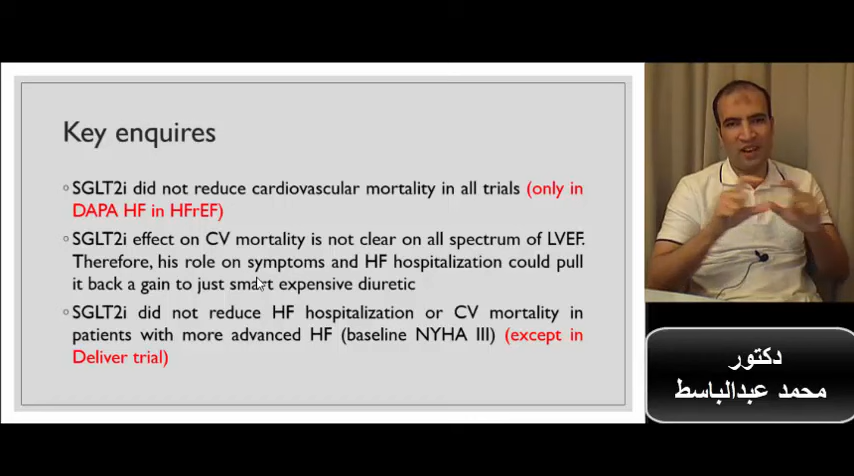 Key enquires
◦SGLT2i did not reduce cardiovascular mortality in all trials (only in
DAPA HF in HFrEF)
◦SGLT2i effect on CV mortality is not clear on all spectrum of LVEF.
Therefore, his role on symptoms and HF hospitalization could pull
it back a gain to just smart expensive diuretic
◦SGLT2i did not reduce HF hospitalization or CV mortality in
patients with more advanced HF (baseline NYHA III) (except in
Deliver trial)
دكتور
محمد عبدالباسط